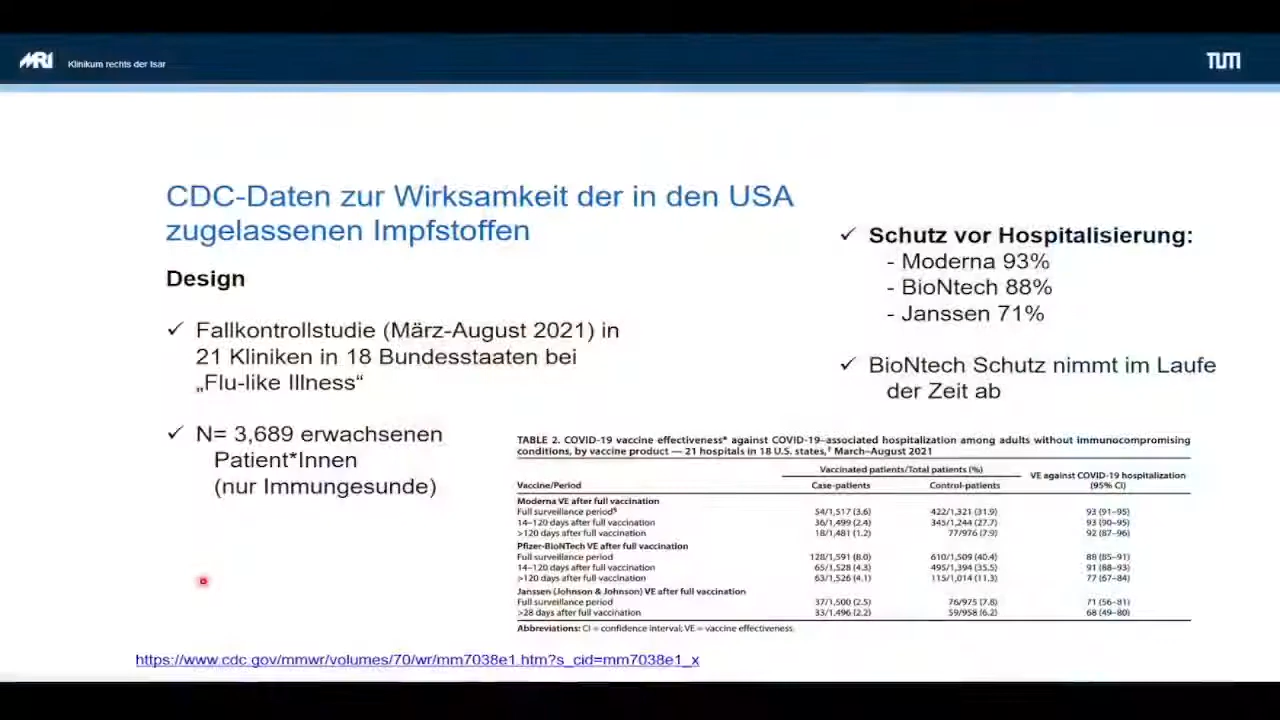 MRI Klinikum rechts der Isar
TUM
CDC-Daten zur Wirksamkeit der in den USA
zugelassenen Impfstoffen
Design
✓ Fallkontrollstudie (März-August 2021) in
21 Kliniken in 18 Bundesstaaten bei
„Flu-like Illness“
✓ N= 3,689 erwachsenen
Patient*Innen
(nur Immungesunde)
✓ Schutz vor Hospitalisierung:
- Moderna 93%
- BioNtech 88%
- Janssen 71%
✓ BioNtech Schutz nimmt im Laufe
der Zeit ab
TABLE 2. COVID-19 vaccine effectiveness* against COVID-19–associated hospitalization among adults without immunocompromising
conditions, by vaccine product — 21 hospitals in 18 U.S. states,† March–August 2021
Vaccinated patients/Total patients (%)
VE against COVID-19 hospitalization
Vaccine/Period Case-patients Control-patients (95% CI)
Moderna VE after full vaccination
Full surveillance period§ 54/1,517 (3.6) 422/1,321 (31.9) 93 (91–95)
14–120 days after full vaccination 36/1,499 (2.4) 345/1,244 (27.7) 93 (90–95)
>120 days after full vaccination 18/1,481 (1.2) 77/976 (7.9) 92 (87–96)
Pfizer-BioNTech VE after full vaccination
Full surveillance period 128/1,591 (8.0) 610/1,509 (40.4) 88 (85–91)
14–120 days after full vaccination 65/1,528 (4.3) 495/1,394 (35.5) 91 (88–93)
>120 days after full vaccination 63/1,526 (4.1) 115/1,014 (11.3) 77 (67–84)
Janssen (Johnson & Johnson) VE after full vaccination
Full surveillance period 37/1,500 (2.5) 76/975 (7.8) 71 (56–81)
>28 days after full vaccination 33/1,496 (2.2) 59/958 (6.2) 68 (49–80)
Abbreviations: CI = confidence interval; VE = vaccine effectiveness.
https://www.cdc.gov/mmwr/volumes/70/wr/mm7038e1.htm?s_cid=mm7038e1_x